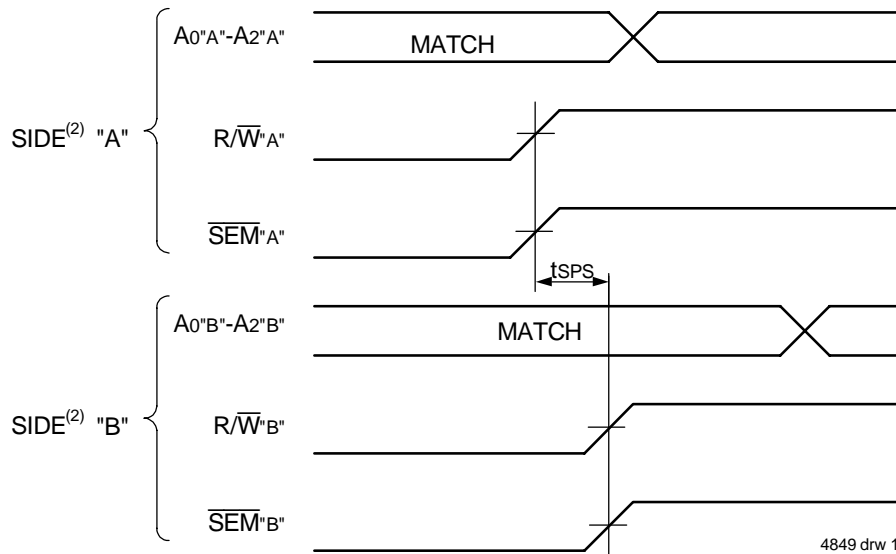 A0"A"-A2"A"
MATCH
SIDE(2) "A"
R/W"A"
SEM"A"
tSPS
A0"B"-A2"B"
MATCH
SIDE(2) "B"
R/W"B"
SEM"B"
4849 drw 1